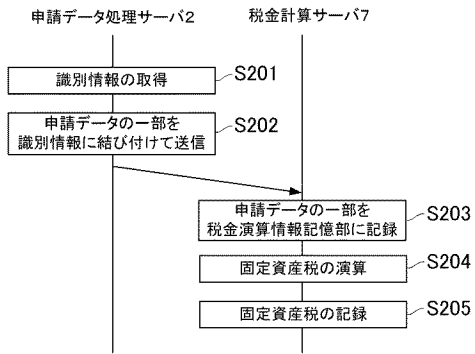 申請データ処理サーバ2
税金計算サーバ7
識別情報の取得
S201
申請データの一部を
識別情報に結び付けて送信
S202
申請データの一部を
税金演算情報記憶部に記録
S203
固定資産税の演算
S204
固定資産税の記録
S205